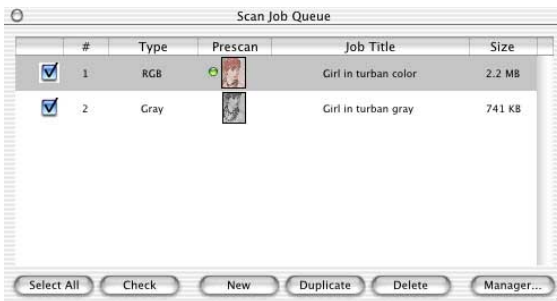 Scan Job Queue
# Type Prescan Job Title Size
1 RGB Girl in turban color 2.2 MB
2 Gray Girl in turban gray 741 KB
Select All Check New Duplicate Delete Manager...